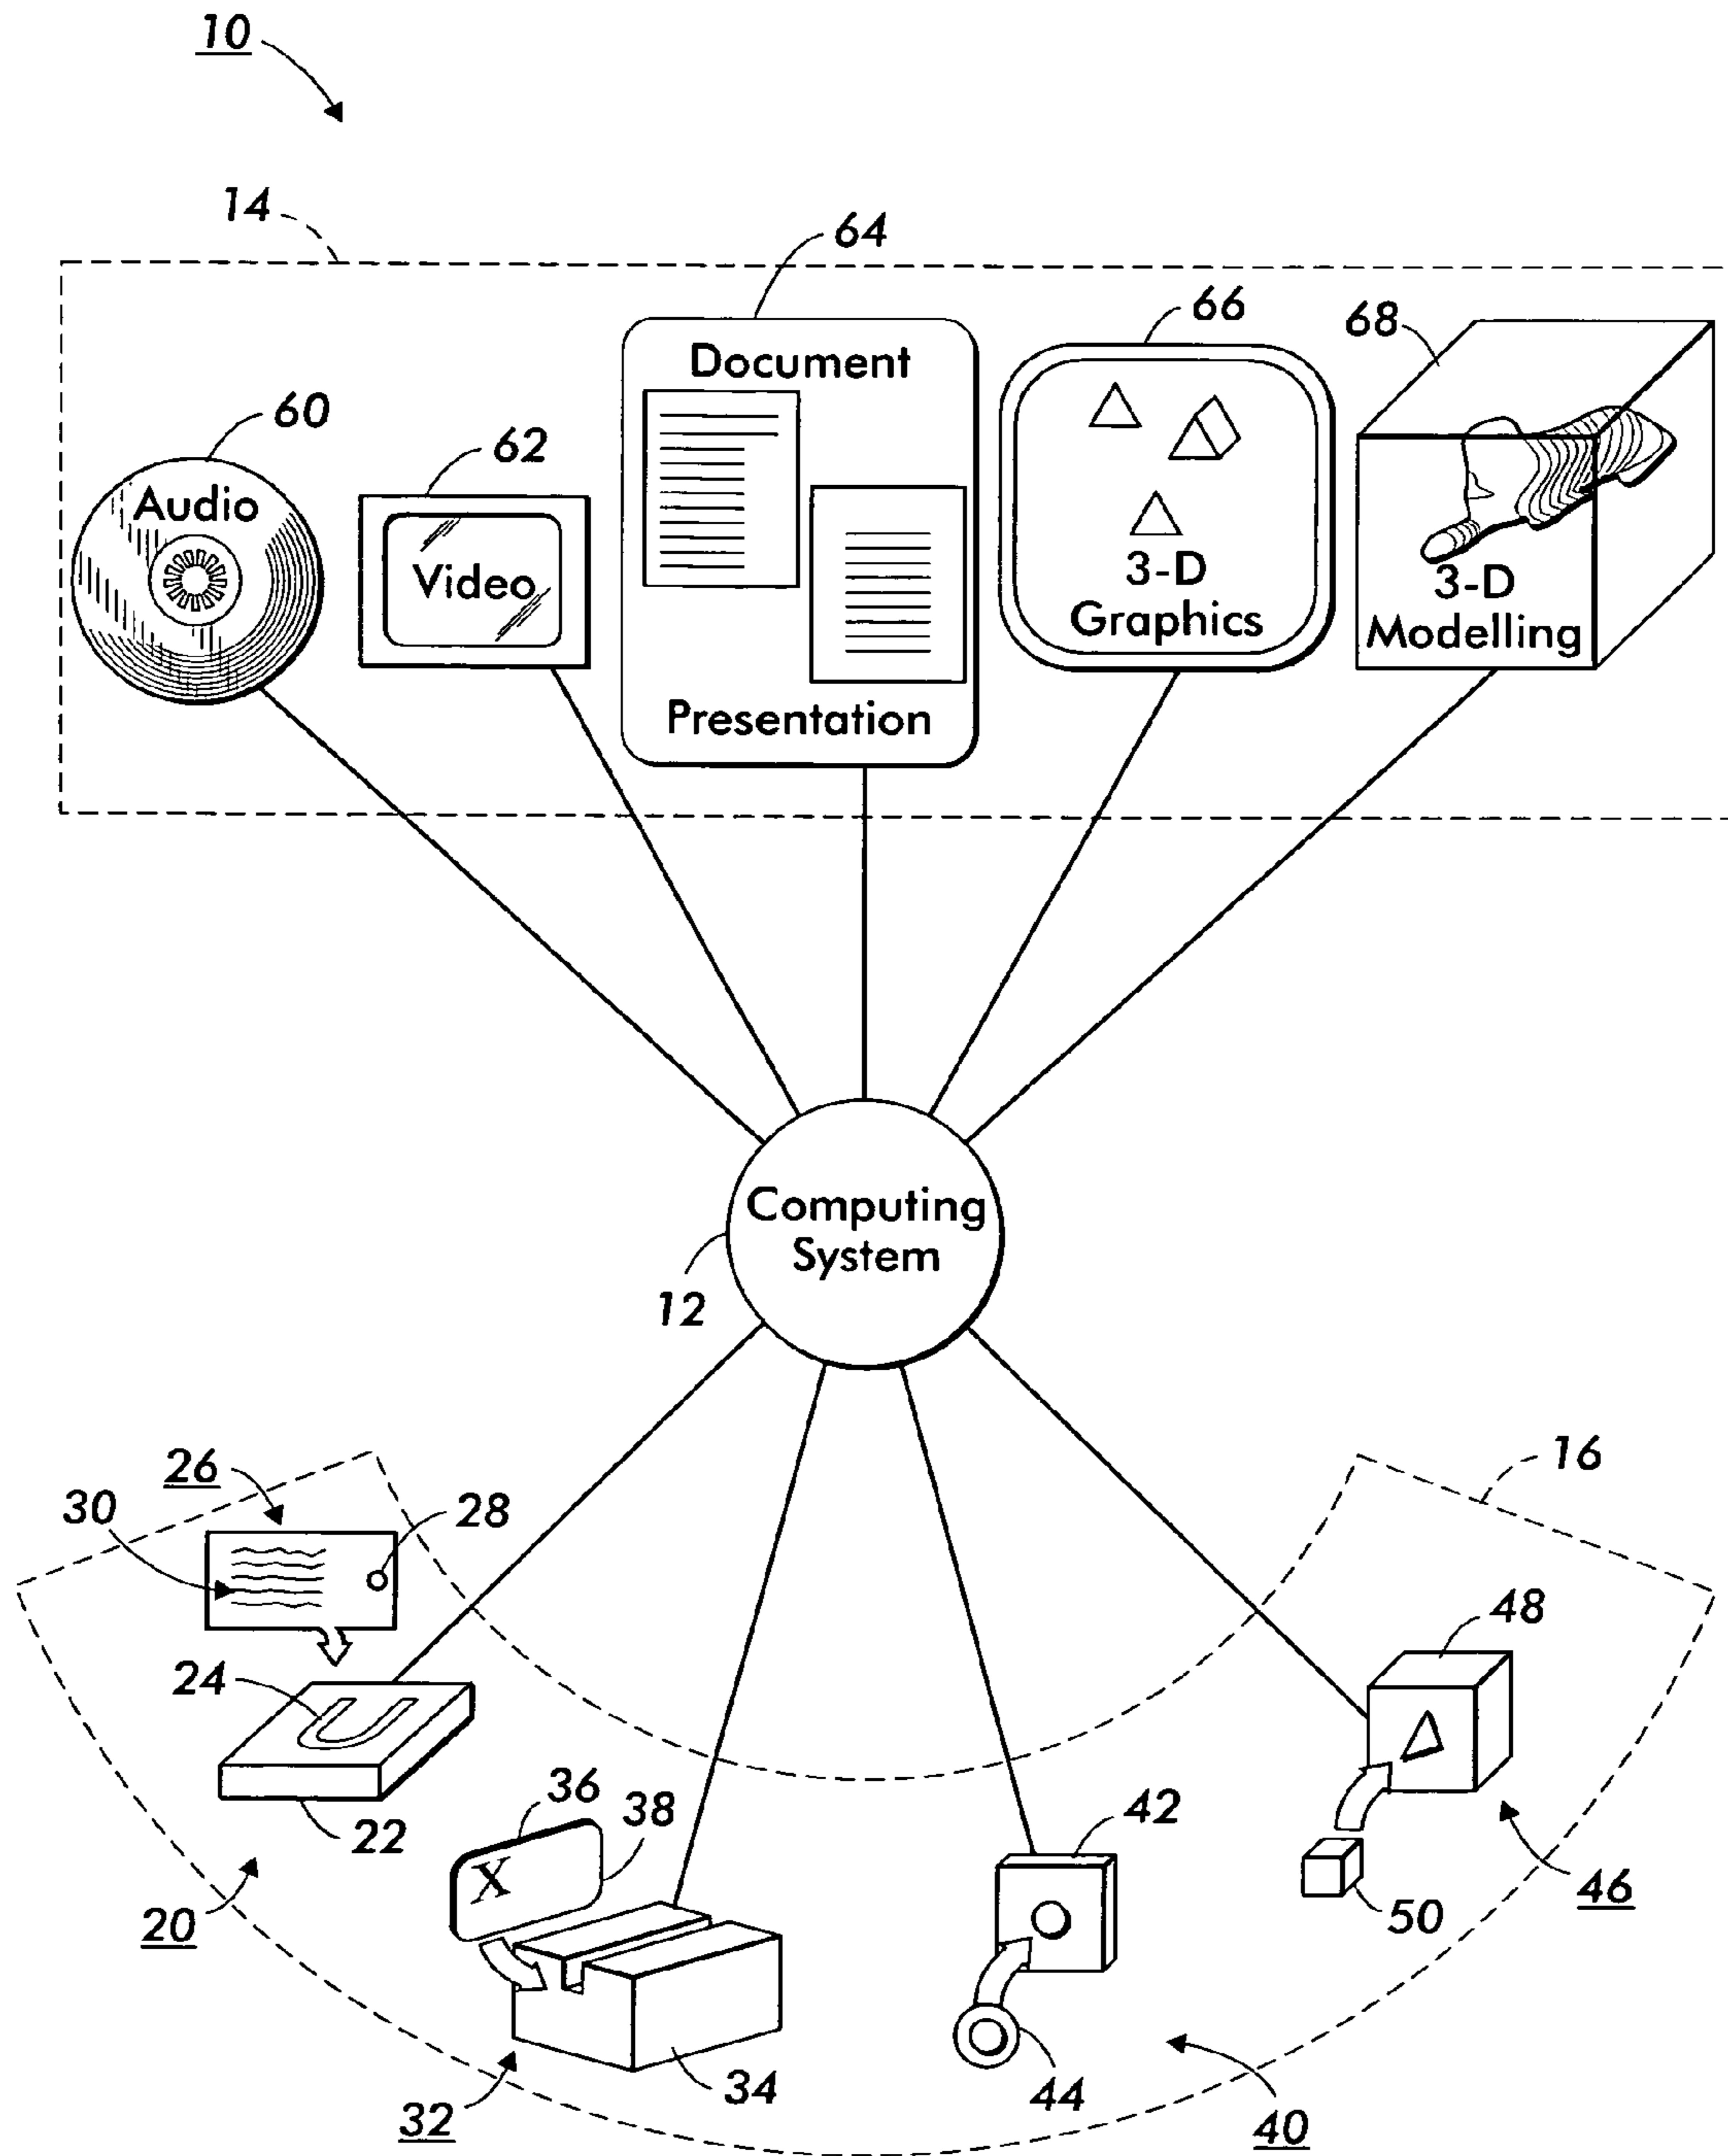 10
14
64
66
68
60
62
Document
Audio
Video
3-D
Graphics
3-D
Modelling
Presentation
Computing
System
12
26
16
30
28
48
24
36
38
42
22
50
46
20
34
44
32
40
U
X